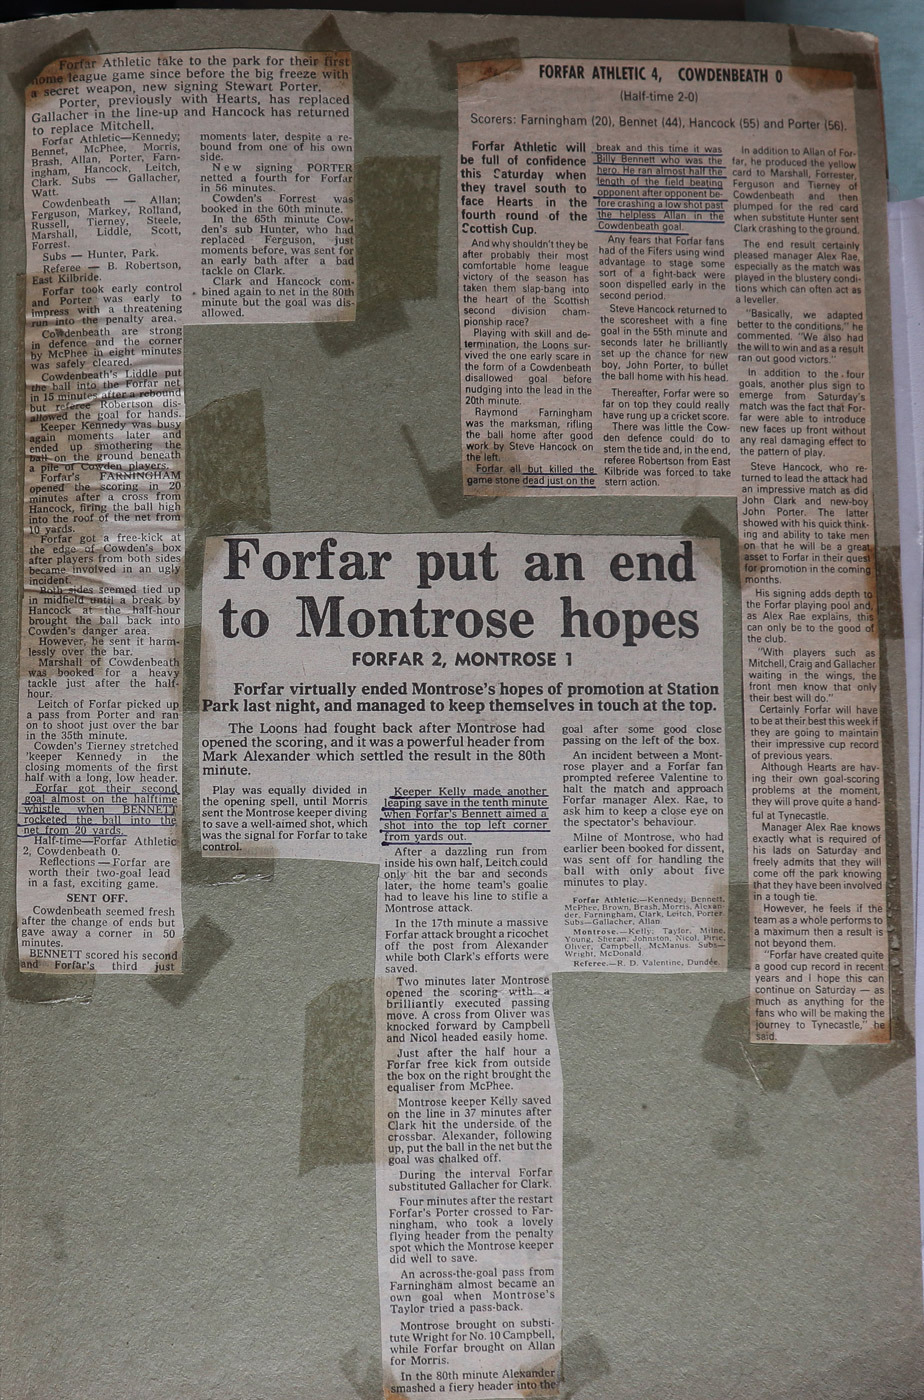 Forfar Athletic take to the park for their first
home league game since before the big freeze with
a secret weapon, new signing Stewart Porter.
Porter, previously with Hearts, has replaced
Gallacher in the line-up and Hancock has returned
to replace Mitchell.
Forfar Athletic—Kennedy;
Bennet, McPhee, Morris,
Brash, Allan, Porter, Farn-
ingham, Hancock, Leitch,
Clark. Subs — Gallacher,
Watt.
Cowdenbeath — Allan;
Ferguson, Markey, Rolland,
Russell, Tierney, Steele,
Marshall, Liddle, Scott,
Forrest.
Subs — Hunter, Park.
Referee — B. Robertson,
East Kilbride.
Forfar took early control
and Porter was early to
impress with a threatening
run into the penalty area.
Cowdenbeath are strong
in defence and the corner
by McPhee in eight minutes
was safely cleared.
Cowdenbeath's Liddle put
the ball into the Forfar net
in 15 minutes after a rebound
but referee Robertson dis-
allowed the goal for hands.
Keeper Kennedy was busy
again moments later and
ended up smothering the
ball on the ground beneath
a pile of Cowden players.
Forfar's FARNINGHAM
opened the scoring in 20
minutes after a cross from
Hancock, firing the ball high
into the roof of the net from
10 yards.
Forfar got a free-kick at
the edge of Cowden's box
after players from both sides
became involved in an ugly
incident.
Both sides seemed tied up
in midfield until a break by
Hancock at the half-hour
brought the ball back into
Cowden's danger area.
However, he sent it harm-
lessly over the bar.
Marshall of Cowdenbeath
was booked for a heavy
tackle just after the half-
hour.
Leitch of Forfar picked up
a pass from Porter and ran
on to shoot just over the bar
in the 35th minute.
Cowden's Tierney stretched
'keeper Kennedy in the
closing moments of the first
half with a long, low header.
Forfar got their second
goal almost on the halftime
whistle when BENNETT
rocketed the ball into the
net from 20 yards.
Half-time—Forfar Athletic
2, Cowdenbeath 0.
Reflections — Forfar are
worth their two-goal lead
in a fast, exciting game.
SENT OFF.
Cowdenbeath seemed fresh
after the change of ends but
gave away a corner in 50
minutes.
BENNETT scored his second
and Forfar's third just
moments later, despite a re-
bound from one of his own
side.
New signing PORTER
netted a fourth for Forfar
in 56 minutes.
Cowden's Forrest was
booked in the 60th minute.
In the 65th minute Cow-
den's sub Hunter, who had
replaced Ferguson, just
moments before, was sent for
an early bath after a bad
tackle on Clark.
Clark and Hancock com-
bined again to net in the 80th
minute but the goal was dis-
allowed.
FORFAR ATHLETIC 4, COWDENBEATH 0
(Half-time 2-0)
Scorers: Farningham (20), Bennet (44), Hancock (55) and Porter (56).
Forfar Athletic will
be full of confidence
this Saturday when
they travel south to
face Hearts in the
fourth round of the
Scottish Cup.
And why shouldn't they be
after probably their most
comfortable home league
victory of the season has
taken them slap-bang into
the heart of the Scottish
second division cham-
pionship race?
Playing with skill and de-
termination, the Loons sur-
vived the one early scare in
the form of a Cowdenbeath
disallowed goal before
nudging into the lead in the
20th minute.
Raymond Farningham
was the marksman, rifling
the ball home after good
work by Steve Hancock on
the left.
Forfar all but killed the
game stone dead just on the
break and this time it was
Billy Bennett who was the
hero. He ran almost half the
length of the field beating
opponent after opponent be-
fore crashing a low shot past
the helpless Allan in the
Cowdenbeath goal.
Any fears that Forfar fans
had of the Fifers using wind
advantage to stage some
sort of a fight-back were
soon dispelled early in the
second period.
Steve Hancock returned to
the scoresheet with a fine
goal in the 55th minute and
seconds later he brilliantly
set up the chance for new
boy, John Porter, to bullet
the ball home with his head.
Thereafter, Forfar were so
far on top they could really
have rung up a cricket score.
There was little the Cow-
den defence could do to
stem the tide and, in the end,
referee Robertson from East
Kilbride was forced to take
stern action.
In addition to Allan of For-
far, he produced the yellow
card to Marshall, Forrester,
Ferguson and Tierney of
Cowdenbeath and then
plumped for the red card
when substitute Hunter sent
Clark crashing to the ground.
The end result certainly
pleased manager Alex Rae,
especially as the match was
played in the blustery condi-
tions which can often act as
a leveller.
"Basically, we adapted
better to the conditions," he
commented. "We also had
the will to win and as a result
ran out good victors."
In addition to the four
goals, another plus sign to
emerge from Saturday's
match was the fact that For-
far were able to introduce
new faces up front without
any real damaging effect to
the pattern of play.
Steve Hancock, who re-
turned to lead the attack had
an impressive match as did
John Clark and new-boy
John Porter. The latter
showed with his quick think-
ing and ability to take men
on that he will be a great
asset to Forfar in their quest
for promotion in the coming
months.
His signing adds depth to
the Forfar playing pool and,
as Alex Rae explains, this
can only be to the good of
the club.
"With players such as
Mitchell, Craig and Gallacher
waiting in the wings, the
front men know that only
their best will do."
Certainly Forfar will have
to be at their best this week if
they are going to maintain
their impressive cup record
of previous years.
Although Hearts are hav-
ing their own goal-scoring
problems at the moment,
they will prove quite a hand-
ful at Tynecastle.
Manager Alex Rae knows
exactly what is required of
his lads on Saturday and
freely admits that they will
come off the park knowing
that they have been involved
in a tough tie.
However, he feels if the
team as a whole performs to
a maximum then a result is
not beyond them.
"Forfar have created quite
a good cup record in recent
years and I hope this can
continue on Saturday — as
much as anything for the
fans who will be making the
journey to Tynecastle," he
said.
Forfar put an end
to Montrose hopes
FORFAR 2, MONTROSE 1
Forfar virtually ended Montrose's hopes of promotion at Station
Park last night, and managed to keep themselves in touch at the top.
The Loons had fought back after Montrose had
opened the scoring, and it was a powerful header from
Mark Alexander which settled the result in the 80th
minute.
Play was equally divided in
the opening spell, until Morris
sent the Montrose keeper diving
to save a well-aimed shot, which
was the signal for Forfar to take
control.
Keeper Kelly made another
leaping save in the tenth minute
when Forfar's Bennett aimed a
shot into the top left corner
from yards out.
After a dazzling run from
inside his own half, Leitch could
only hit the bar and seconds
later, the home team's goalie
had to leave his line to stifle a
Montrose attack.
In the 17th minute a massive
Forfar attack brought a ricochet
off the post from Alexander
while both Clark's efforts were
saved.
Two minutes later Montrose
opened the scoring with a
brilliantly executed passing
move. A cross from Oliver was
knocked forward by Campbell
and Nicol headed easily home.
Just after the half hour a
Forfar free kick from outside
the box on the right brought the
equaliser from McPhee.
Montrose keeper Kelly saved
on the line in 37 minutes after
Clark hit the underside of the
crossbar. Alexander, following
up, put the ball in the net but the
goal was chalked off.
During the interval Forfar
substituted Gallacher for Clark.
Four minutes after the restart
Forfar's Porter crossed to Far-
ningham, who took a lovely
flying header from the penalty
spot which the Montrose keeper
did well to save.
An across-the-goal pass from
Farningham almost became an
own goal when Montrose's
Taylor tried a pass-back.
Montrose brought on substi-
tute Wright for No. 10 Campbell,
while Forfar brought on Allan
for Morris.
In the 80th minute Alexander
smashed a fiery header into the
goal after some good close
passing on the left of the box.
An incident between a Mont-
rose player and a Forfar fan
prompted referee Valentine to
halt the match and approach
Forfar manager Alex. Rae, to
ask him to keep a close eye on
the spectator's behaviour.
Milne of Montrose, who had
earlier been booked for dissent,
was sent off for handling the
ball with only about five
minutes to play.
Forfar Athletic.—Kennedy; Bennett,
McPhee, Brown, Brash, Morris, Alexan-
der, Farningham, Clark, Leitch, Porter.
Subs—Gallacher, Allan.
Montrose.—Kelly; Taylor, Milne,
Young, Sheran, Johnston, Nicol, Pirie,
Oliver, Campbell, McManus. Subs—
Wright, McDonald.
Referee.—R. D. Valentine, Dundee.